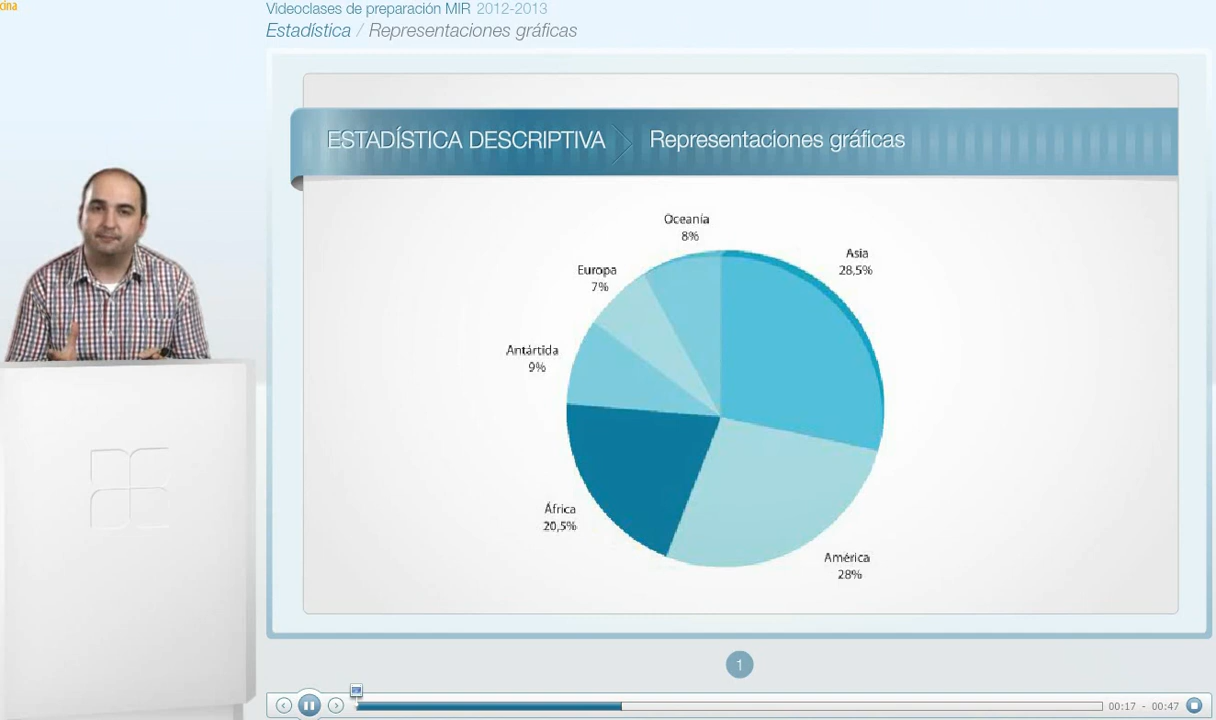 cina
Videoclases de preparación MIR 2012-2013
Estadística / Representaciones gráficas
ESTADÍSTICA DESCRIPTIVA Representaciones gráficas
Oceanía
8%
Asia
28,5%
Europa
7%
Antártida
9%
África
20,5%
América
28%
1
00:17 - 00:47